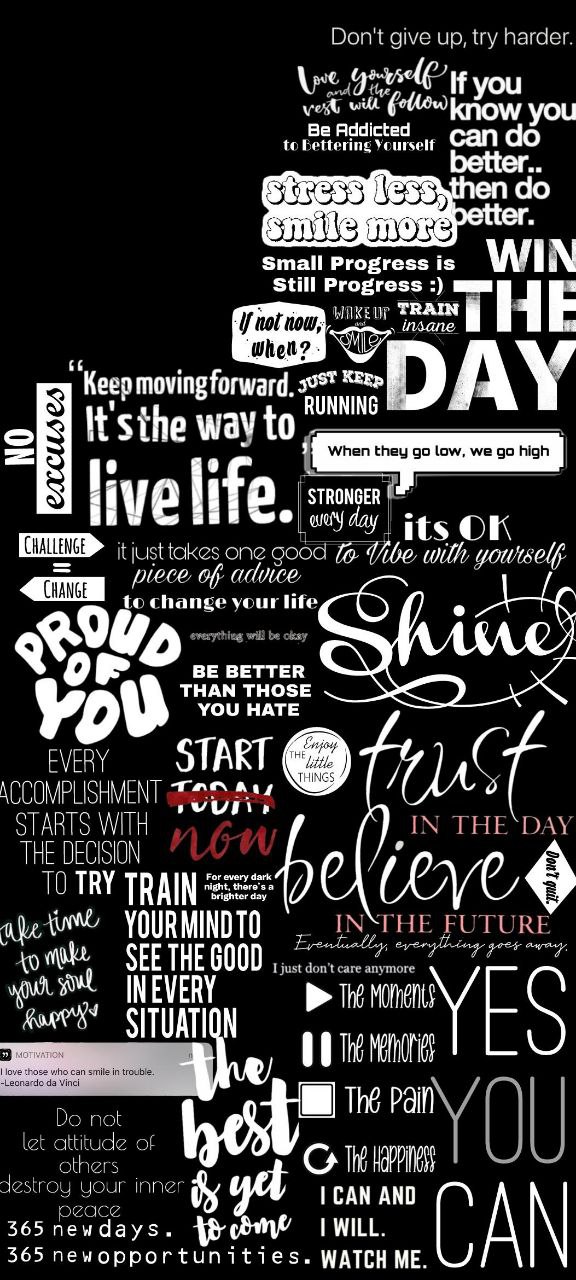 Don't give up, try harder.
love yourself
and the
rest will follow
If you
know you
can do
better..
then do
better.
Be Addicted
to Bettering Yourself
stress less,
smile more
Small Progress is
Still Progress :)
WIN
THE
DAY
If not now,
when?
WAKE UP
and
SMILE
TRAIN
insane
JUST KEEP
RUNNING
NO
excuses
“Keep moving forward.
It's the way to
live life.”
When they go low, we go high
STRONGER
every day
its OK
to Vibe with yourself
CHALLENGE
=
CHANGE
it just takes one good
piece of advice
to change your life
PROUD
OF
YOU
everything will be okay
Shine
BE BETTER
THAN THOSE
YOU HATE
EVERY
ACCOMPLISHMENT
STARTS WITH
THE DECISION
TO TRY
START
TODAY
now
Enjoy
THE little
THINGS
trust
IN THE DAY
believe
IN THE FUTURE
Don't quit.
Eventually, everything goes away.
For every dark
night, there's a
brighter day
TRAIN
YOUR MIND TO
SEE THE GOOD
IN EVERY
SITUATION
take time
to make
your soul
happy
I just don't care anymore
The Moments
The Memories
The Pain
The Happiness
YES
YOU
CAN
MOTIVATION
I love those who can smile in trouble.
-Leonardo da Vinci
the
best
is yet
to come
Do not
let attitude of
others
destroy your inner
peace
365 newdays.
365 newopportunities.
I CAN AND
I WILL.
WATCH ME.